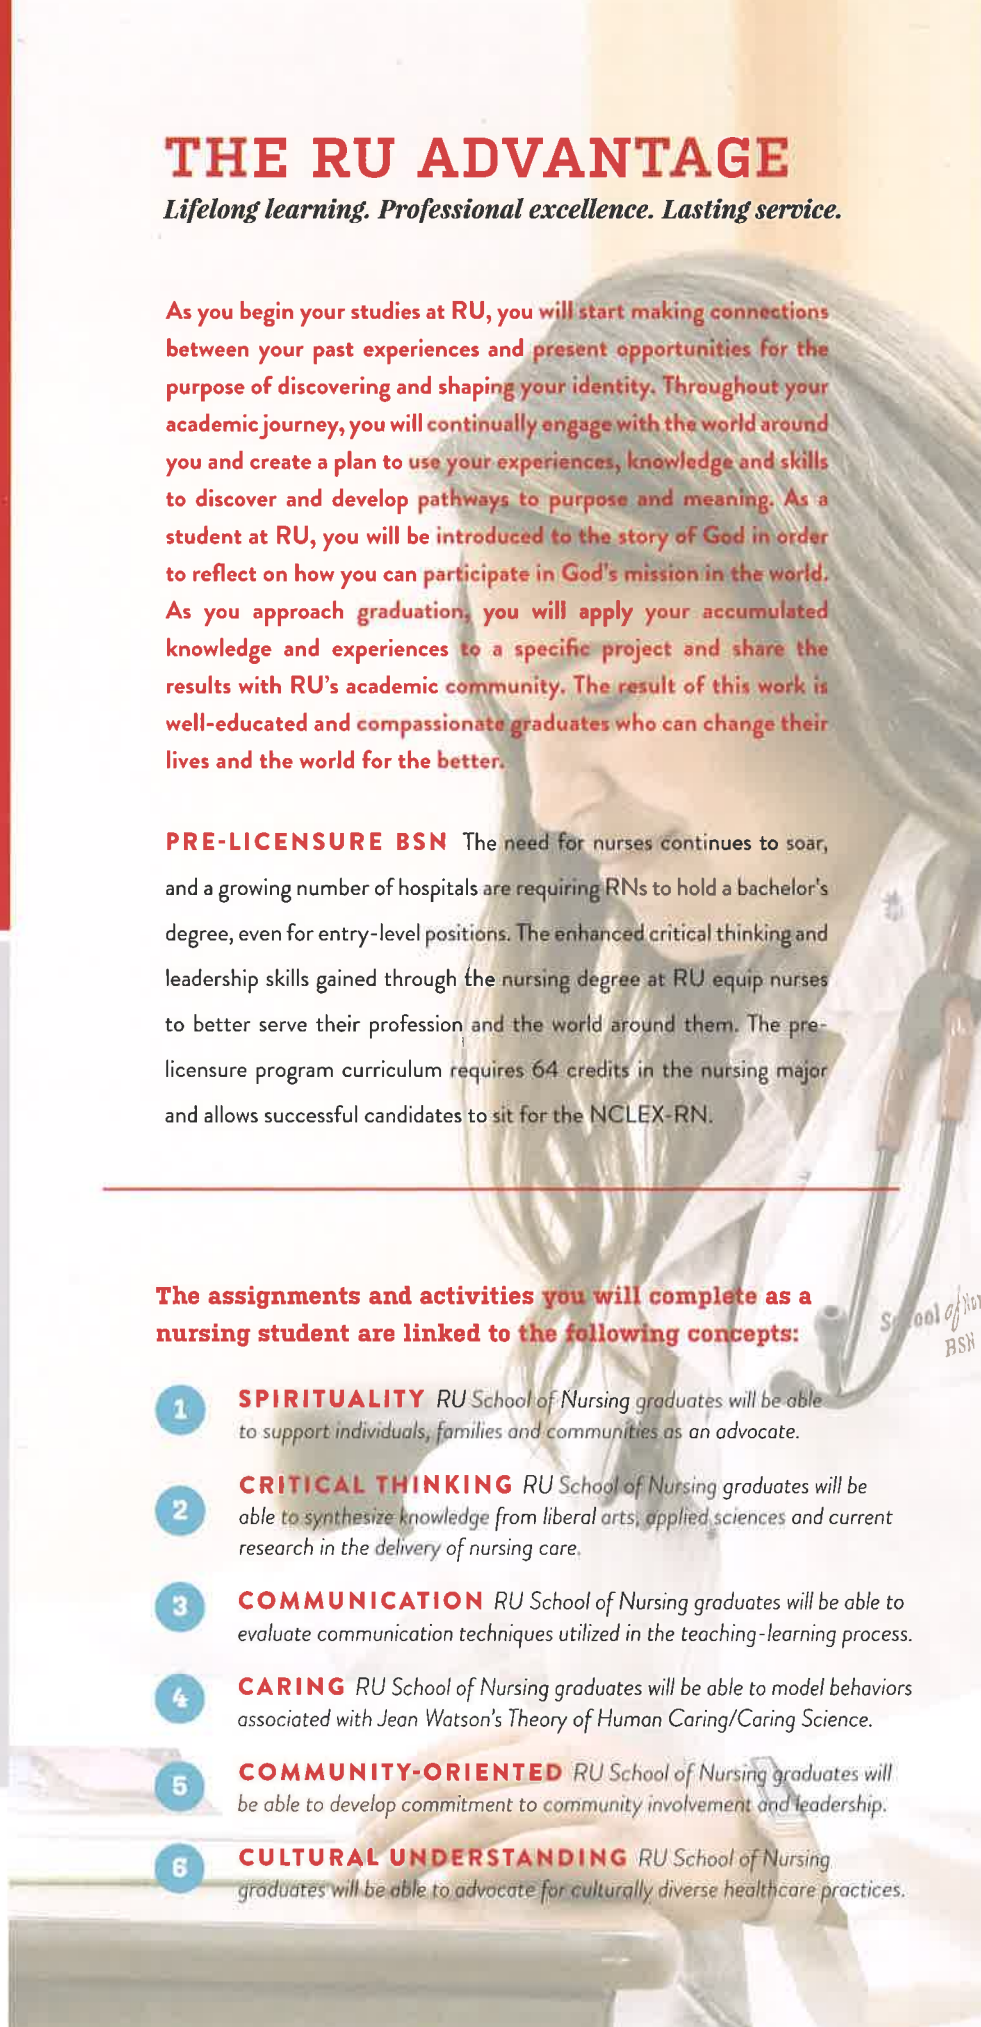 THE RU ADVANTAGE
Lifelong learning. Professional excellence. Lasting service.
As you begin your studies at RU, you will start making connections
between your past experiences and present opportunities for the
purpose of discovering and shaping your identity. Throughout your
academic journey, you will continually engage with the world around
you and create a plan to use your experiences, knowledge and skills
to discover and develop pathways to purpose and meaning. As a
student at RU, you will be introduced to the story of God in order
to reflect on how you can participate in God's mission in the world.
As you approach graduation, you will apply your accumulated
knowledge and experiences to a specific project and share the
results with RU's academic community. The result of this work is
well-educated and compassionate graduates who can change their
lives and the world for the better.
PRE-LICENSURE BSN The need for nurses continues to soar,
and a growing number of hospitals are requiring RNs to hold a bachelor's
degree, even for entry-level positions. The enhanced critical thinking and
leadership skills gained through the nursing degree at RU equip nurses
to better serve their profession and the world around them. The pre-
licensure program curriculum requires 64 credits in the nursing major
and allows successful candidates to sit for the NCLEX-RN.
The assignments and activities you will complete as a
nursing student are linked to the following concepts:
School of Nur
BSN
1 SPIRITUALITY RU School of Nursing graduates will be able
to support individuals, families and communities as an advocate.
2 CRITICAL THINKING RU School of Nursing graduates will be
able to synthesize knowledge from liberal arts, applied sciences and current
research in the delivery of nursing care.
3 COMMUNICATION RU School of Nursing graduates will be able to
evaluate communication techniques utilized in the teaching-learning process.
4 CARING RU School of Nursing graduates will be able to model behaviors
associated with Jean Watson's Theory of Human Caring/Caring Science.
5 COMMUNITY-ORIENTED RU School of Nursing graduates will
be able to develop commitment to community involvement and leadership.
6 CULTURAL UNDERSTANDING RU School of Nursing
graduates will be able to advocate for culturally diverse healthcare practices.